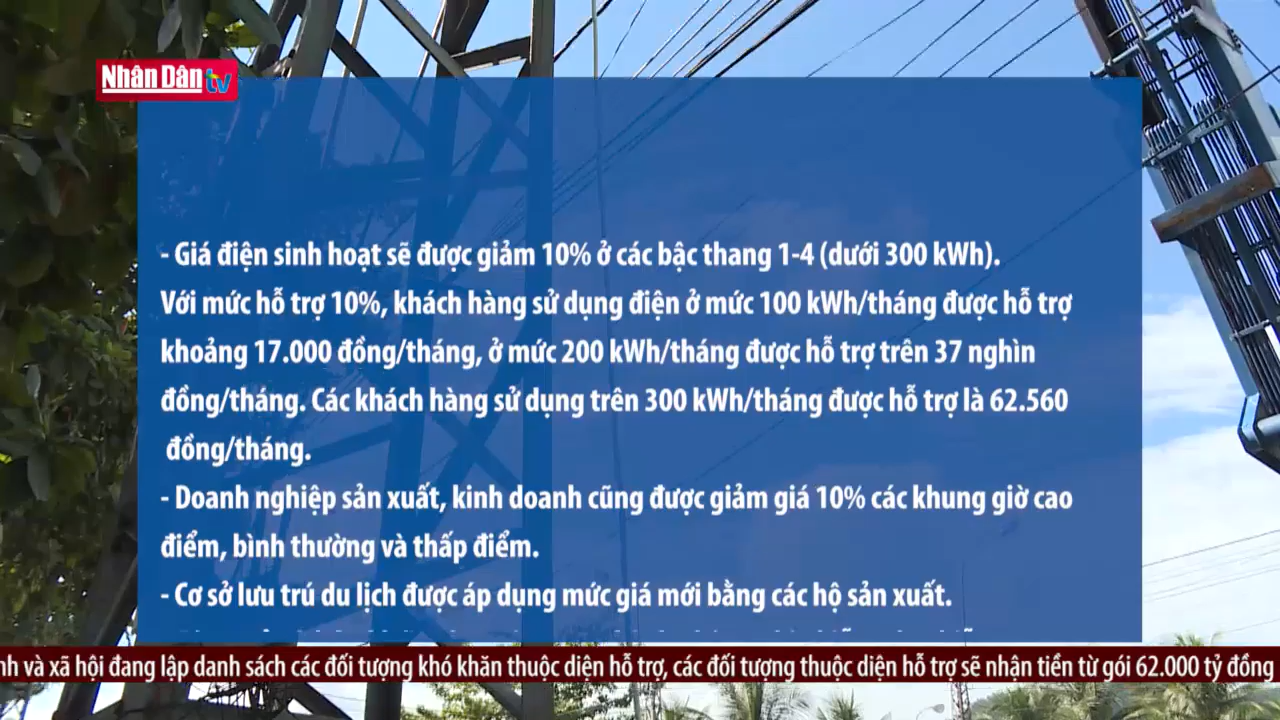 Nhân Dân tv
- Giá điện sinh hoạt sẽ được giảm 10% ở các bậc thang 1-4 (dưới 300 kWh).
Với mức hỗ trợ 10%, khách hàng sử dụng điện ở mức 100 kWh/tháng được hỗ trợ
khoảng 17.000 đồng/tháng, ở mức 200 kWh/tháng được hỗ trợ trên 37 nghìn
đồng/tháng. Các khách hàng sử dụng trên 300 kWh/tháng được hỗ trợ là 62.560
đồng/tháng.
- Doanh nghiệp sản xuất, kinh doanh cũng được giảm giá 10% các khung giờ cao
điểm, bình thường và thấp điểm.
- Cơ sở lưu trú du lịch được áp dụng mức giá mới bằng các hộ sản xuất.
và xã hội đang lập danh sách các đối tượng khó khăn thuộc diện hỗ trợ, các đối tượng thuộc diện hỗ trợ sẽ nhận tiền từ gói 62.000 tỷ đồng